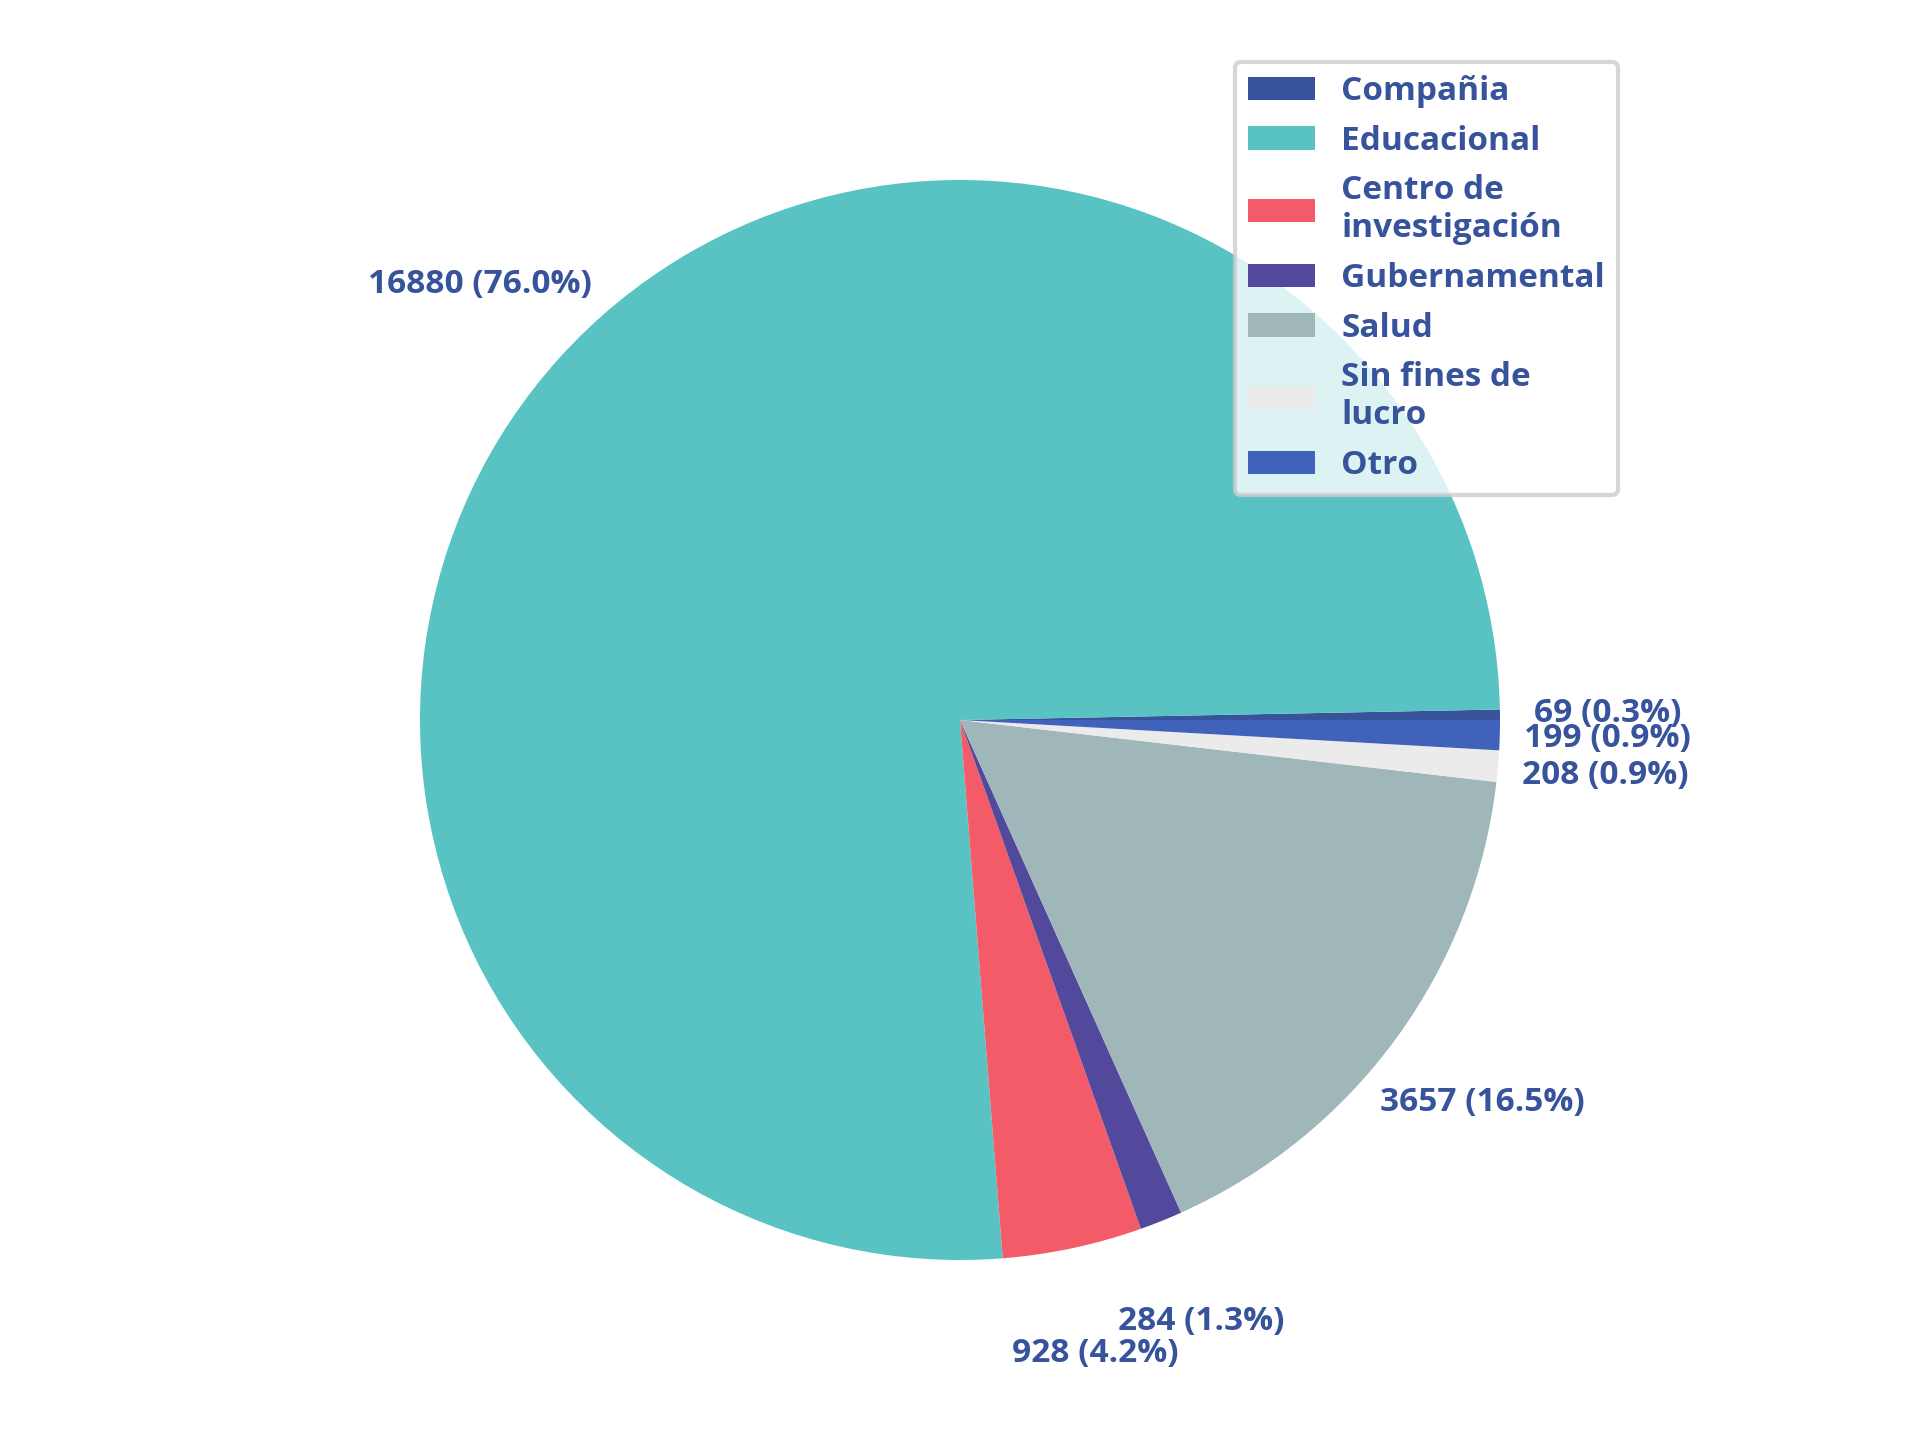 Compañia
Educacional
Centro de
investigación
Gubernamental
Salud
Sin fines de
lucro
Otro
16880 (76.0%)
69 (0.3%)
199 (0.9%)
208 (0.9%)
3657 (16.5%)
284 (1.3%)
928 (4.2%)